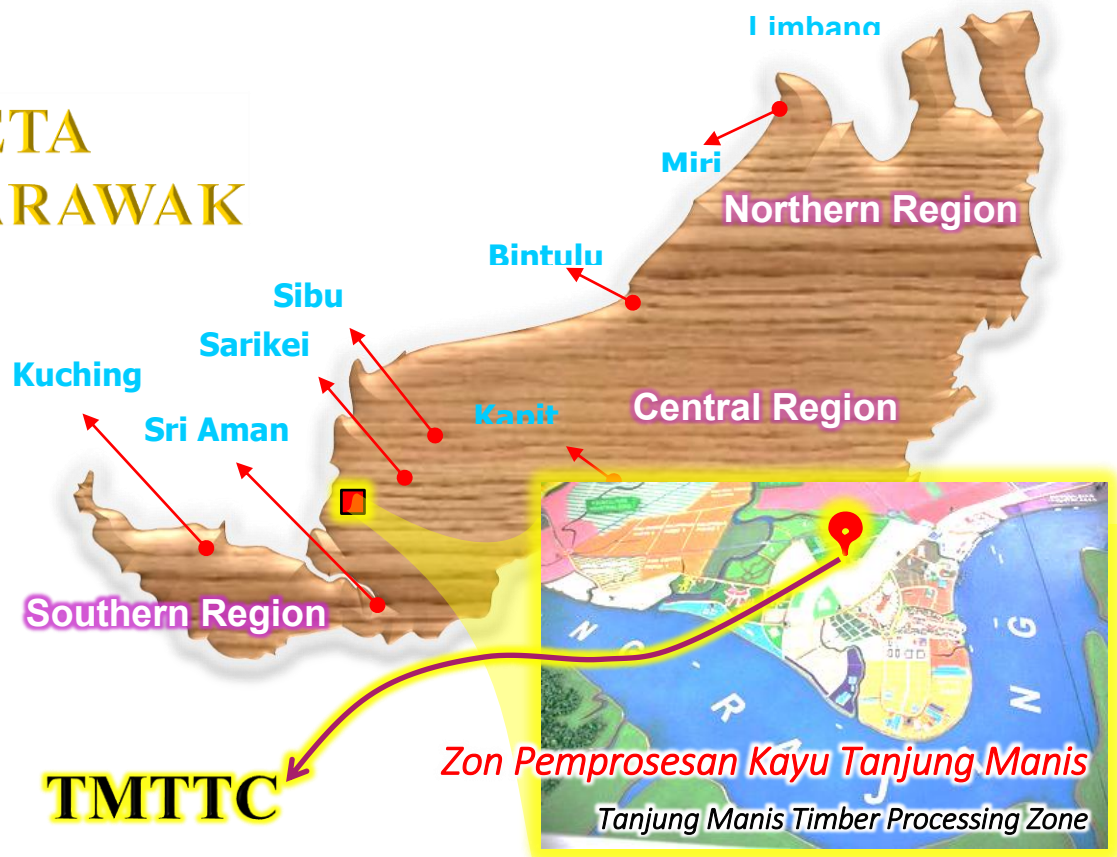 ETA
ARAWAK
Limbang
Miri
Northern Region
Bintulu
Sibu
Sarikei
Kuching
Kapit
Central Region
Sri Aman
Southern Region
N G R A J A N G
Zon Pemprosesan Kayu Tanjung Manis
TMTTC
Tanjung Manis Timber Processing Zone